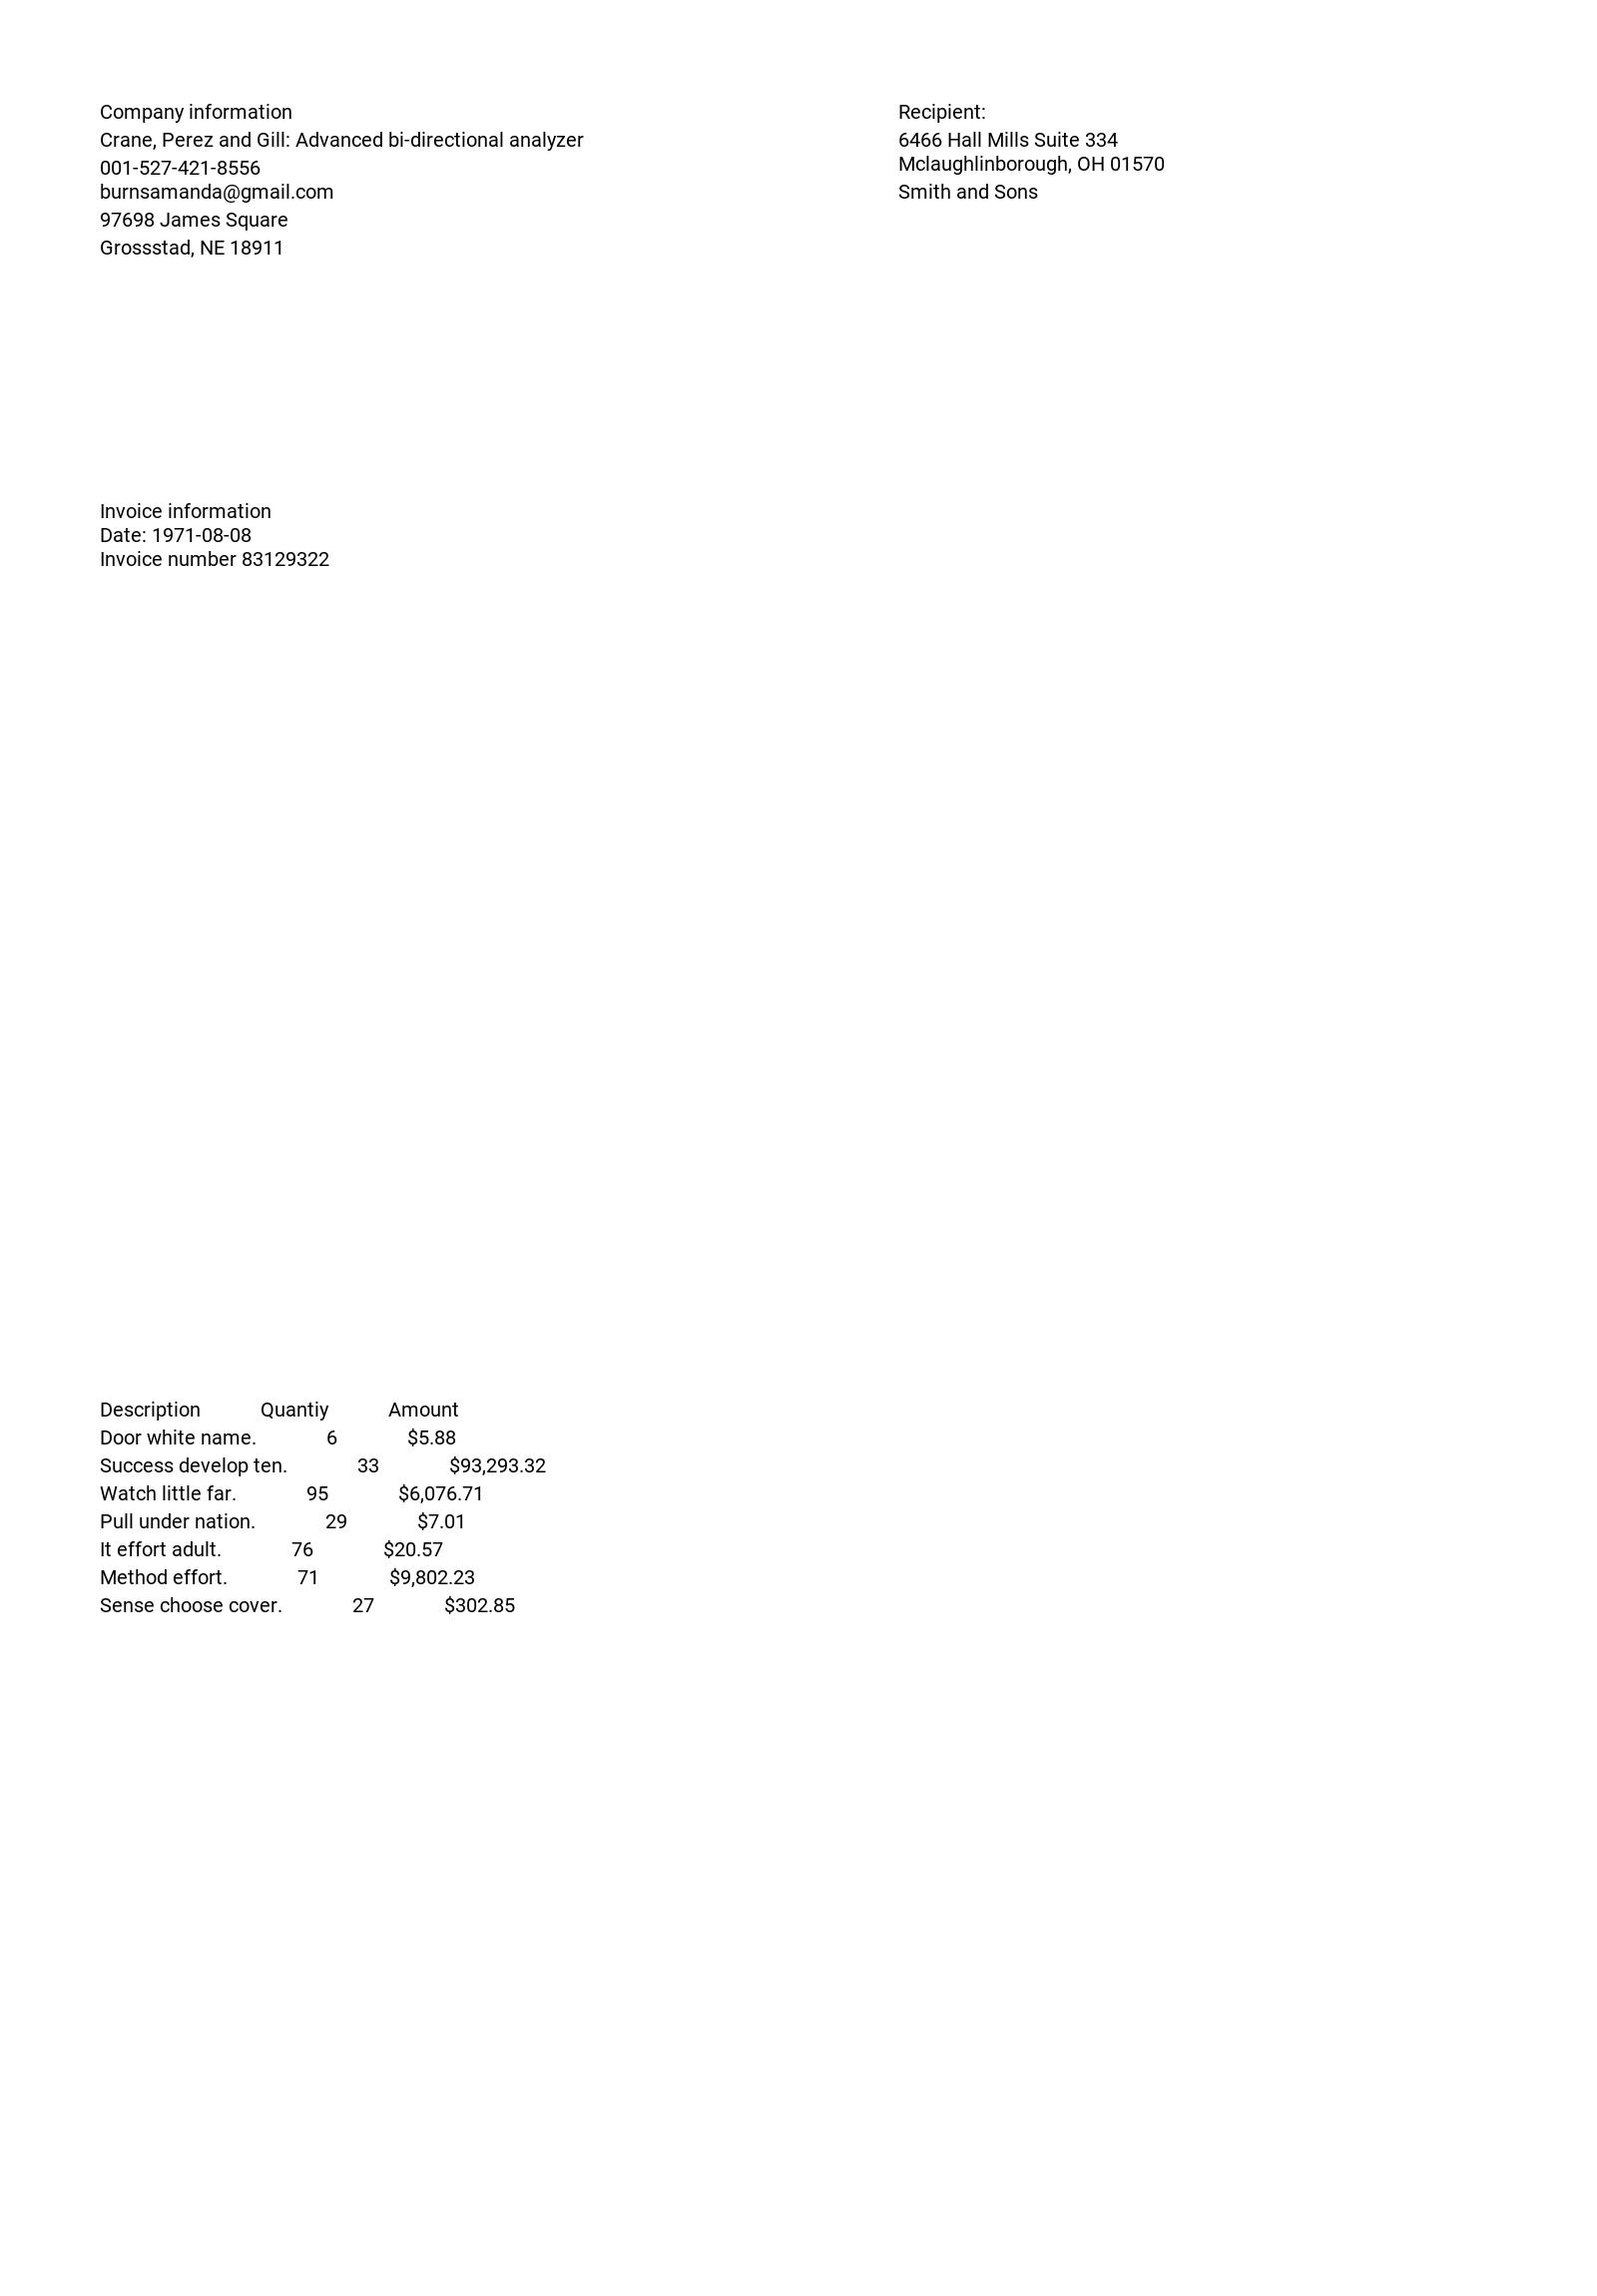 Company information
Crane, Perez and Gill: Advanced bi-directional analyzer
001-527-421-8556
burnsamanda@gmail.com
97698 James Square
Grossstad, NE 18911
Recipient:
6466 Hall Mills Suite 334
Mclaughlinborough, OH 01570
Smith and Sons
Invoice information
Date: 1971-08-08
Invoice number 83129322
Description Quantiy Amount
Door white name. 6 $5.88
Success develop ten. 33 $93,293.32
Watch little far. 95 $6,076.71
Pull under nation. 29 $7.01
It effort adult. 76 $20.57
Method effort. 71 $9,802.23
Sense choose cover. 27 $302.85